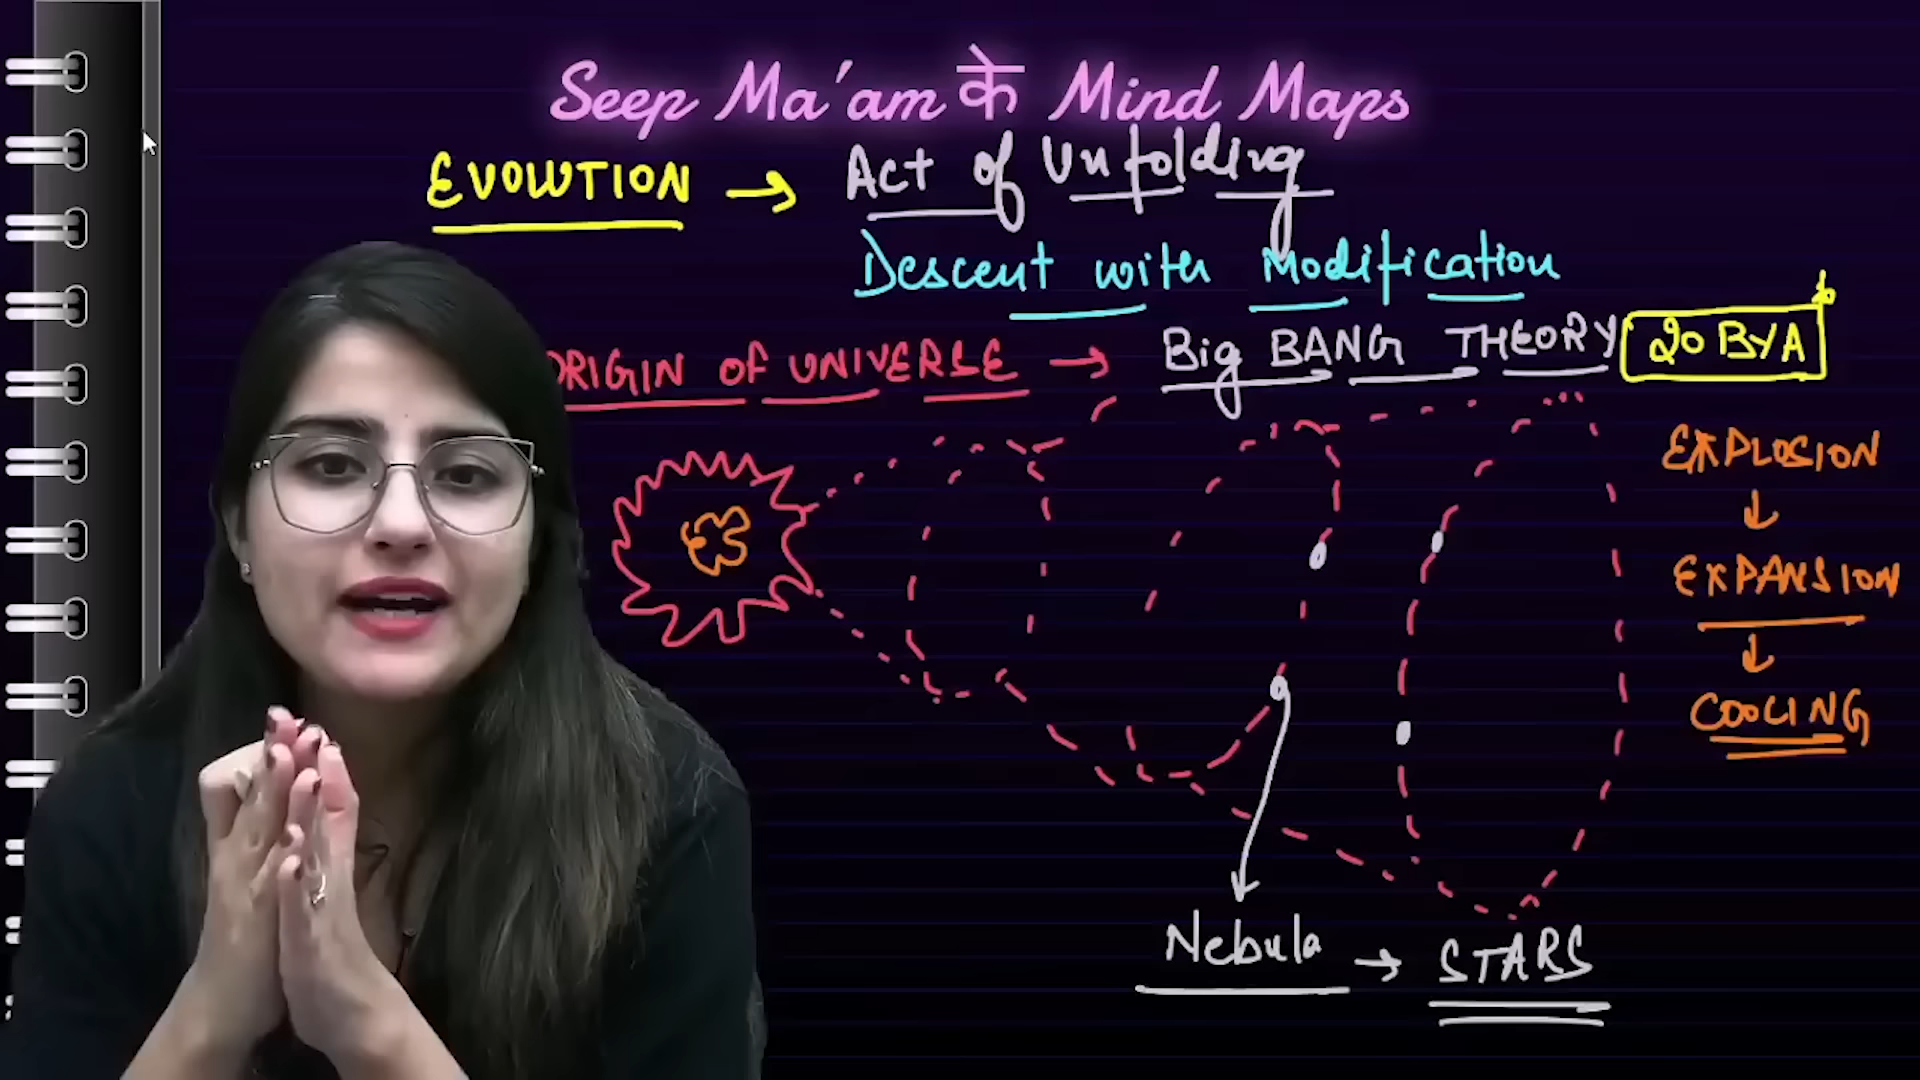 Seep Ma'am के Mind Maps
EVOLUTION → Act of Unfolding
Descent with Modification
ORIGIN OF UNIVERSE → Big BANG THEORY 20 BYA
EXPLOSION
↓
EXPANSION
↓
COOLING
Nebula → STARS